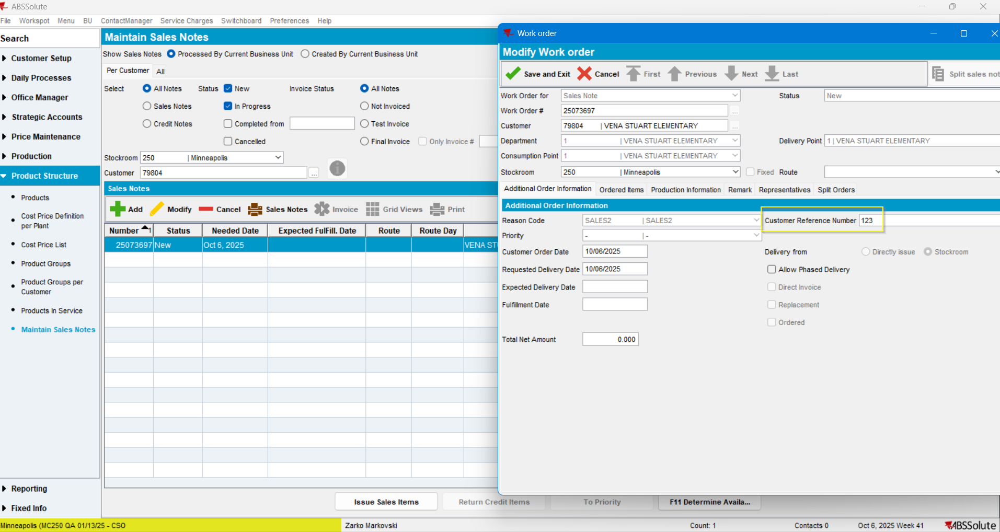 ABSSolute
File Workspot Menu BU ContactManager Service Charges Switchboard Preferences Help
Search
Customer Setup
Daily Processes
Office Manager
Strategic Accounts
Price Maintenance
Production
Product Structure
Products
Cost Price Definition
per Plant
Cost Price List
Product Groups
Product Groups per
Customer
Products In Service
Maintain Sales Notes
Reporting
Fixed Info
Maintain Sales Notes
Show Sales Notes Processed By Current Business Unit Created By Current Business Unit
Per Customer All
Select All Notes Status New Invoice Status All Notes
Sales Notes In Progress Not Invoiced
Credit Notes Completed from Test Invoice
Cancelled Final Invoice Only Invoice #
Stockroom 250 | Minneapolis
Customer 79804 ...
Sales Notes
Add Modify Cancel Sales Notes Invoice Grid Views Print
Number 1 Status Needed Date Expected FulFill. Date Route Route Day
25073697 New Oct 6, 2025 VENA ST
Issue Sales Items Return Credit Items To Priority F11 Determine Availa...
Work order
Modify Work order
Save and Exit Cancel First Previous Next Last Split sales not
Work Order for Sales Note Status New
Work Order # 25073697 ...
Customer 79804 | VENA STUART ELEMENTARY ...
Department 1 | VENA STUART ELEMENTARY Delivery Point 1 | VENA STUART ELEMENTARY
Consumption Point 1 | VENA STUART ELEMENTARY
Stockroom 250 | Minneapolis Fixed Route
Additional Order Information Ordered Items Production Information Remark Representatives Split Orders
Additional Order Information
Reason Code SALES2 | SALES2 Customer Reference Number 123
Priority - | -
Customer Order Date 10/06/2025 Delivery from Directly issue Stockroom
Requested Delivery Date 10/06/2025 Allow Phased Delivery
Expected Delivery Date Direct Invoice
Fulfillment Date Replacement
Ordered
Total Net Amount 0.000
Minneapolis (MC250 QA 01/13/25 - CSO Zarko Markovski Count: 1 Contacts 0 Oct 6, 2025 Week 41 ABSSolute